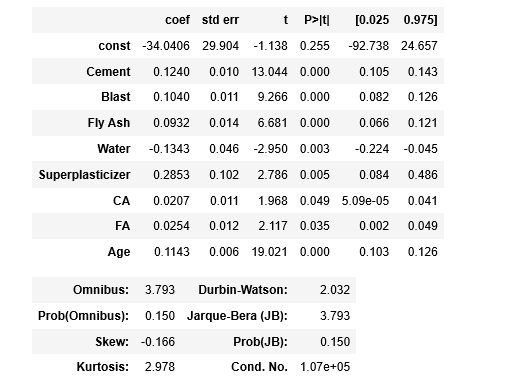 coef std err t P>|t| [0.025 0.975]
const -34.0406 29.904 -1.138 0.255 -92.738 24.657
Cement 0.1240 0.010 13.044 0.000 0.105 0.143
Blast 0.1040 0.011 9.266 0.000 0.082 0.126
Fly Ash 0.0932 0.014 6.681 0.000 0.066 0.121
Water -0.1343 0.046 -2.950 0.003 -0.224 -0.045
Superplasticizer 0.2853 0.102 2.786 0.005 0.084 0.486
CA 0.0207 0.011 1.968 0.049 5.09e-05 0.041
FA 0.0254 0.012 2.117 0.035 0.002 0.049
Age 0.1143 0.006 19.021 0.000 0.103 0.126
Omnibus: 3.793 Durbin-Watson: 2.032
Prob(Omnibus): 0.150 Jarque-Bera (JB): 3.793
Skew: -0.166 Prob(JB): 0.150
Kurtosis: 2.978 Cond. No. 1.07e+05